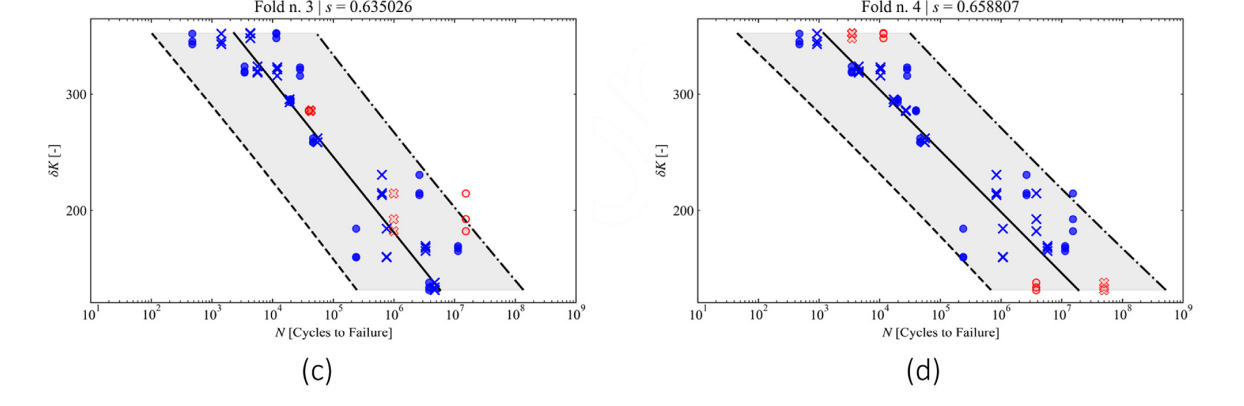 Fold n. 3 | s = 0.635026
300
200
δK [-]
10¹ 10² 10³ 10⁴ 10⁵ 10⁶ 10⁷ 10⁸ 10⁹
N [Cycles to Failure]
(c)
Fold n. 4 | s = 0.658807
300
200
δK [-]
10¹ 10² 10³ 10⁴ 10⁵ 10⁶ 10⁷ 10⁸ 10⁹
N [Cycles to Failure]
(d)